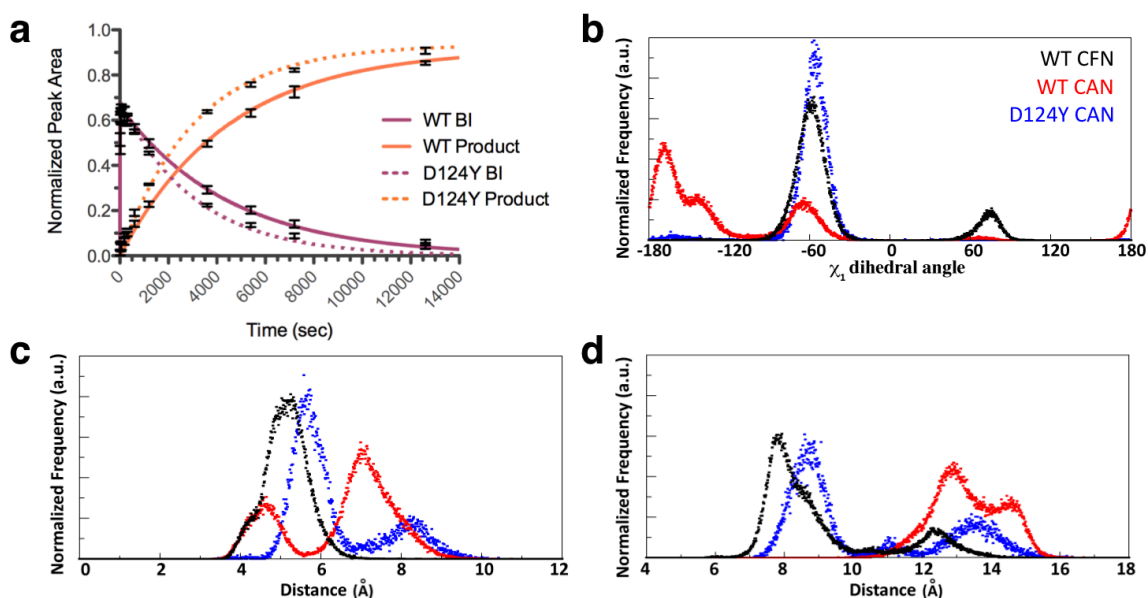 a
Normalized Peak Area
1.0
0.8
0.6
0.4
0.2
0.0
0
2000
4000
6000
8000
10000
12000
14000
Time (sec)
WT BI
WT Product
D124Y BI
D124Y Product
b
Normalized Frequency (a.u.)
WT CFN
WT CAN
D124Y CAN
-180 -120 -60 0 60 120 180
χ1 dihedral angle
c
Normalized Frequency (a.u.)
0 2 4 6 8 10 12
Distance (Å)
d
Normalized Frequency (a.u.)
4 6 8 10 12 14 16 18
Distance (Å)